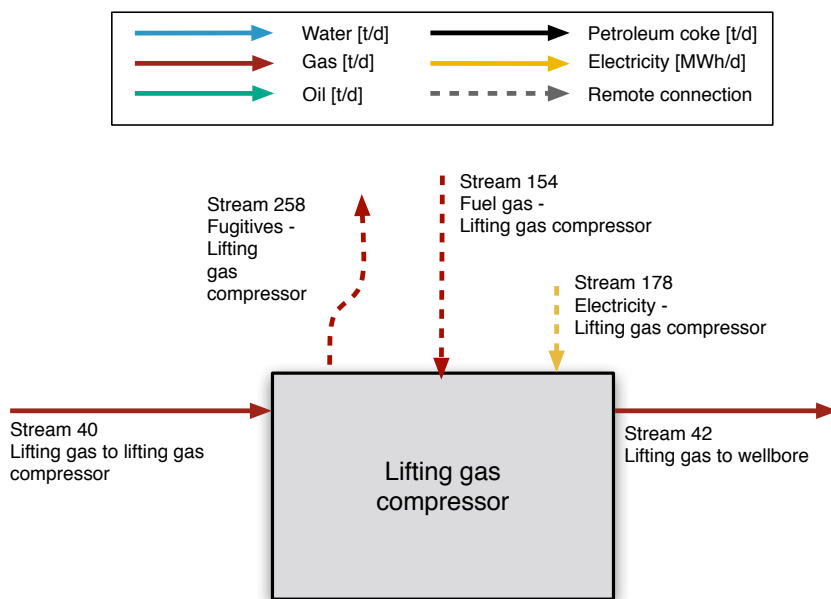 Water [t/d]
Gas [t/d]
Oil [t/d]
Petroleum coke [t/d]
Electricity [MWh/d]
Remote connection
Stream 258
Fugitives -
Lifting
gas
compressor
Stream 154
Fuel gas -
Lifting gas compressor
Stream 178
Electricity -
Lifting gas compressor
Stream 40
Lifting gas to lifting gas
compressor
Lifting gas
compressor
Stream 42
Lifting gas to wellbore